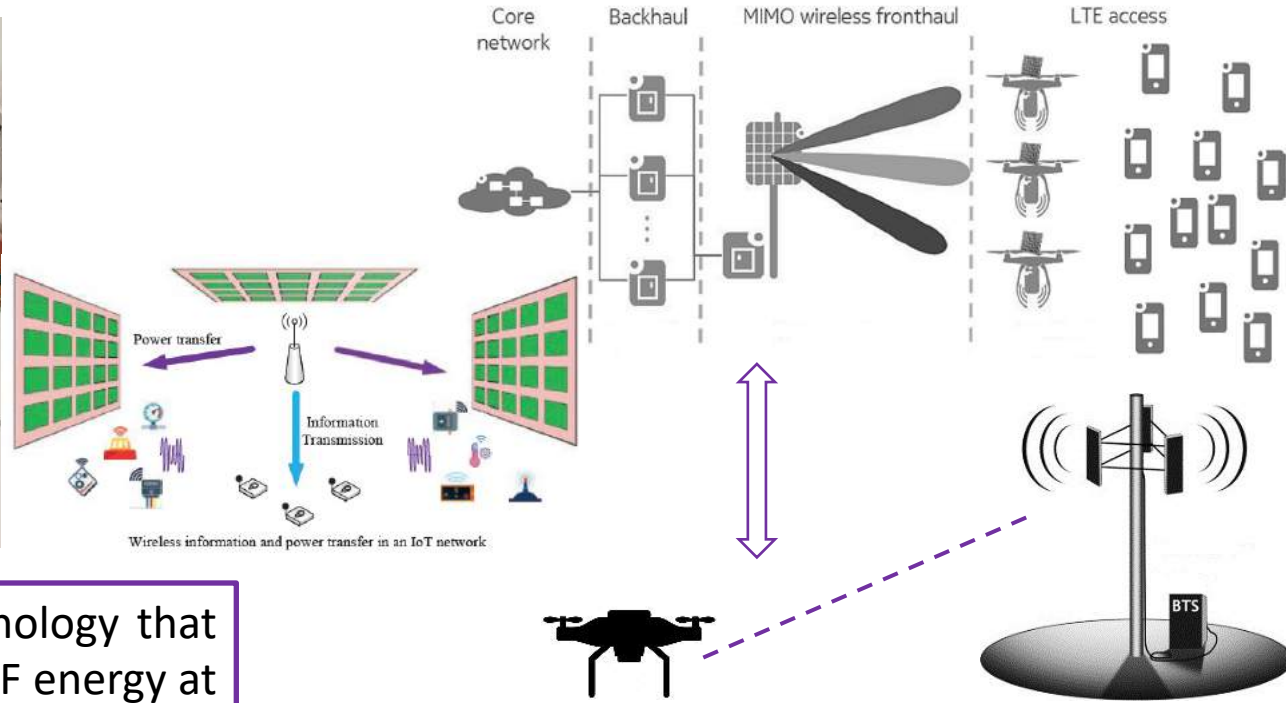 Core
network
Backhaul
MIMO wireless fronthaul
LTE access
Power transfer
Information
Transmission
Wireless information and power transfer in an IoT network
BTS
nology that
F energy at